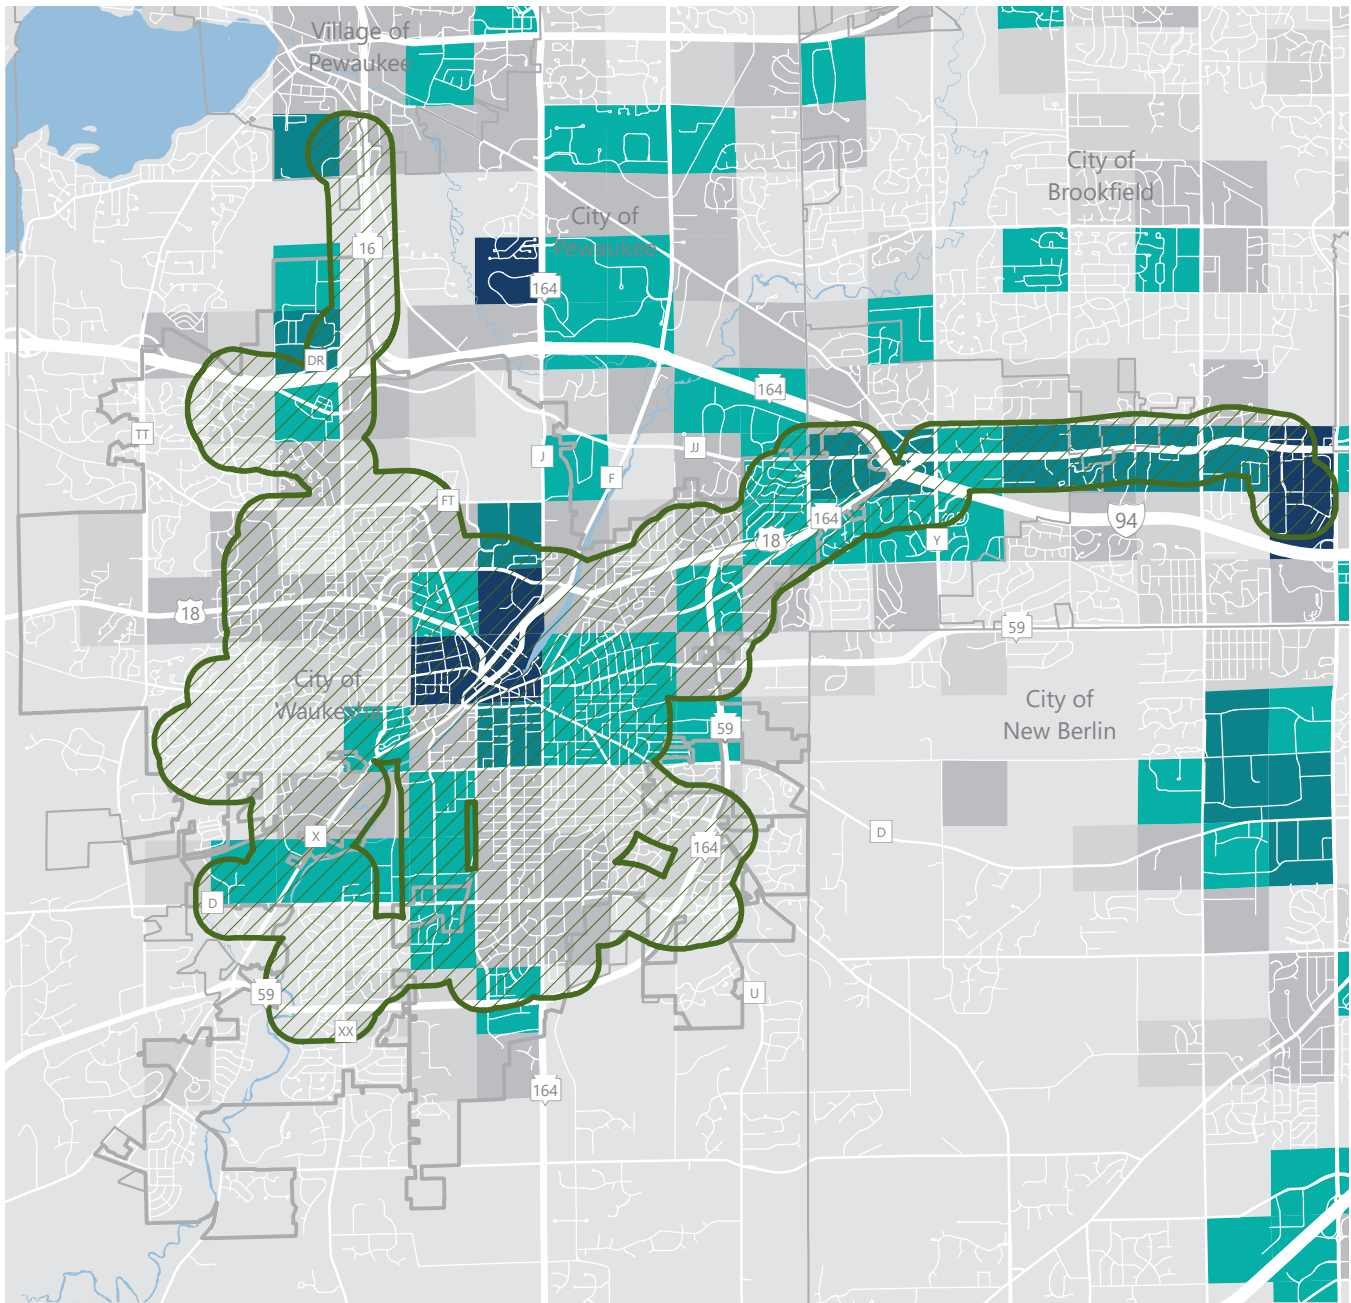 Village of
Pewaukee
City of
Brookfield
City of
Pewaukee
16
164
DR
164
TT
J
JJ
F
FT
164
18
94
Y
18
59
City of
Waukesha
City of
New Berlin
59
X
D
164
D
59
U
XX
164